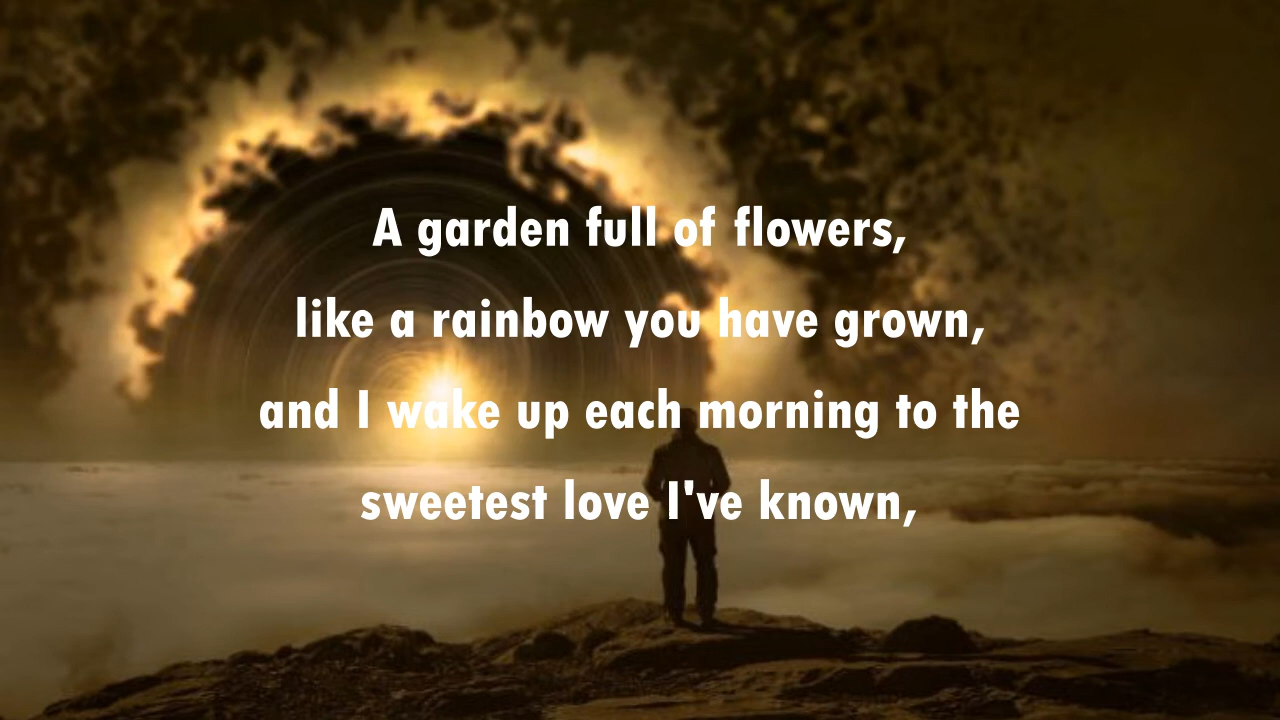 A garden full of flowers,
like a rainbow you have grown,
and I wake up each morning to the
sweetest love I've known,